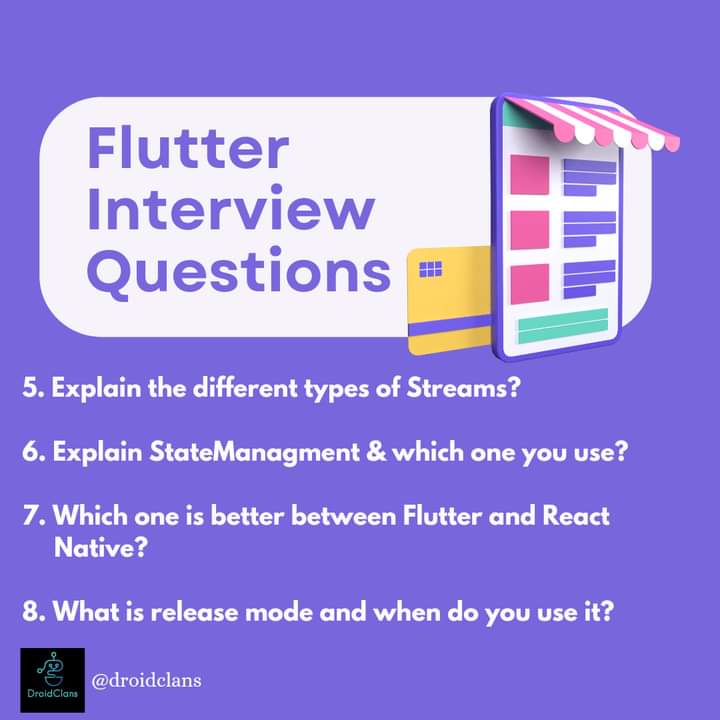 Flutter
Interview
Questions
5. Explain the different types of Streams?
6. Explain StateManagment & which one you use?
7. Which one is better between Flutter and React
Native?
8. What is release mode and when do you use it?
DroidClans
@droidclans